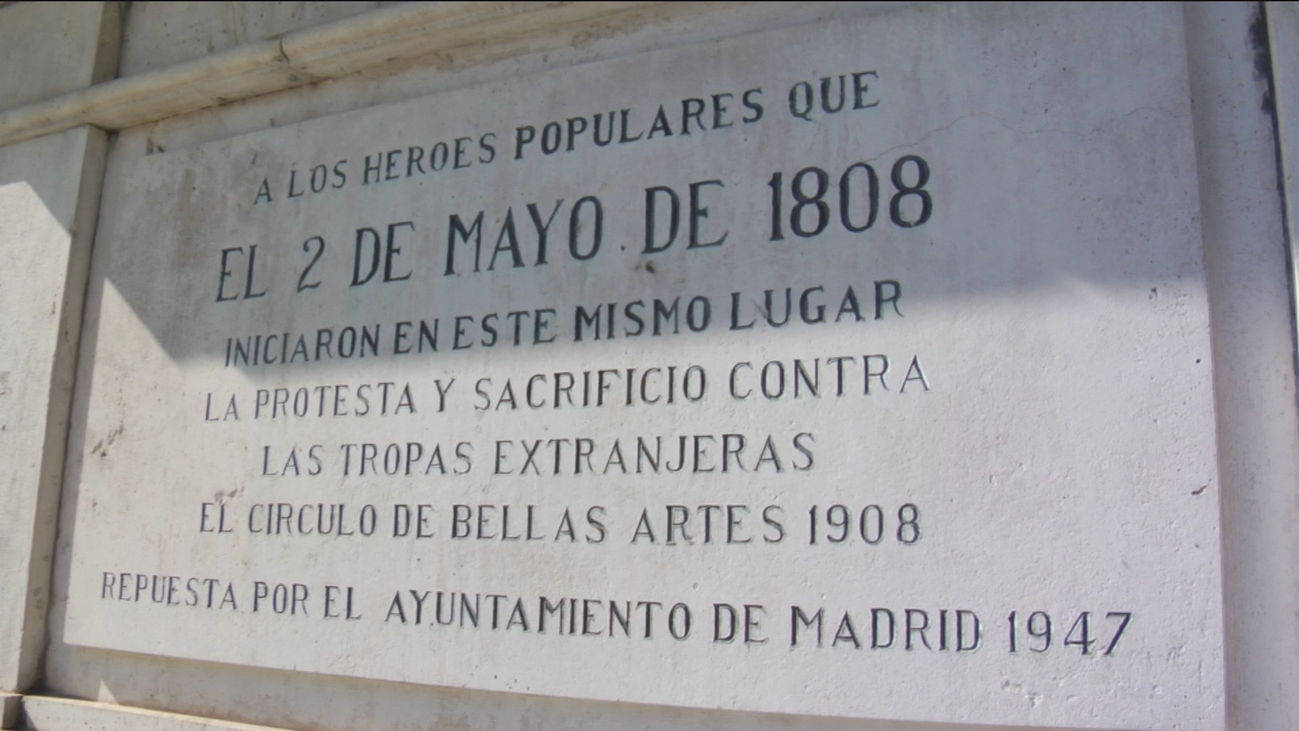 A LOS HEROES POPULARES QUE
EL 2 DE MAYO DE 1808
INICIARON EN ESTE MISMO LUGAR
LA PROTESTA Y SACRIFICIO CONTRA
LAS TROPAS EXTRANJERAS
EL CIRCULO DE BELLAS ARTES 1908
REPUESTA POR EL AYUNTAMIENTO DE MADRID 1947